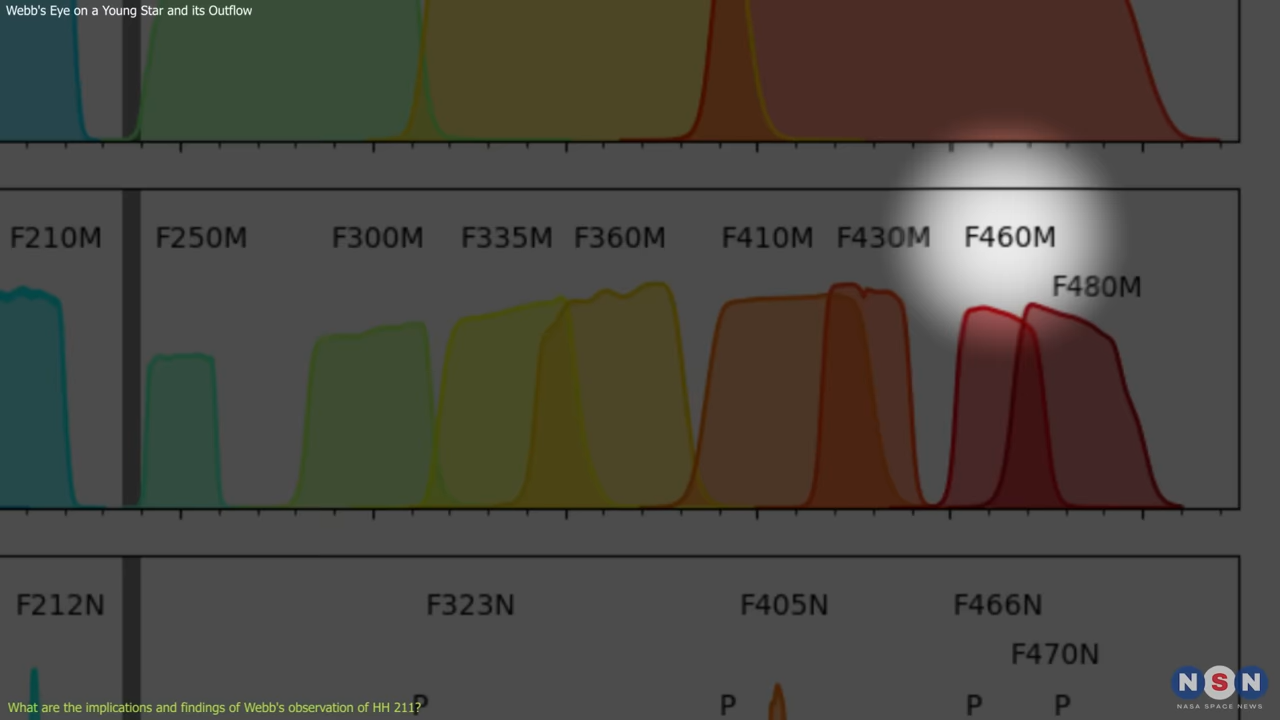 Webb's Eye on a Young Star and its Outflow
F210M F250M F300M F335M F360M F410M F430M F460M
F480M
F212N F323N F405N F466N
F470N
P P P P
What are the implications and findings of Webb's observation of HH 211?
N S N
NASA SPACE NEWS